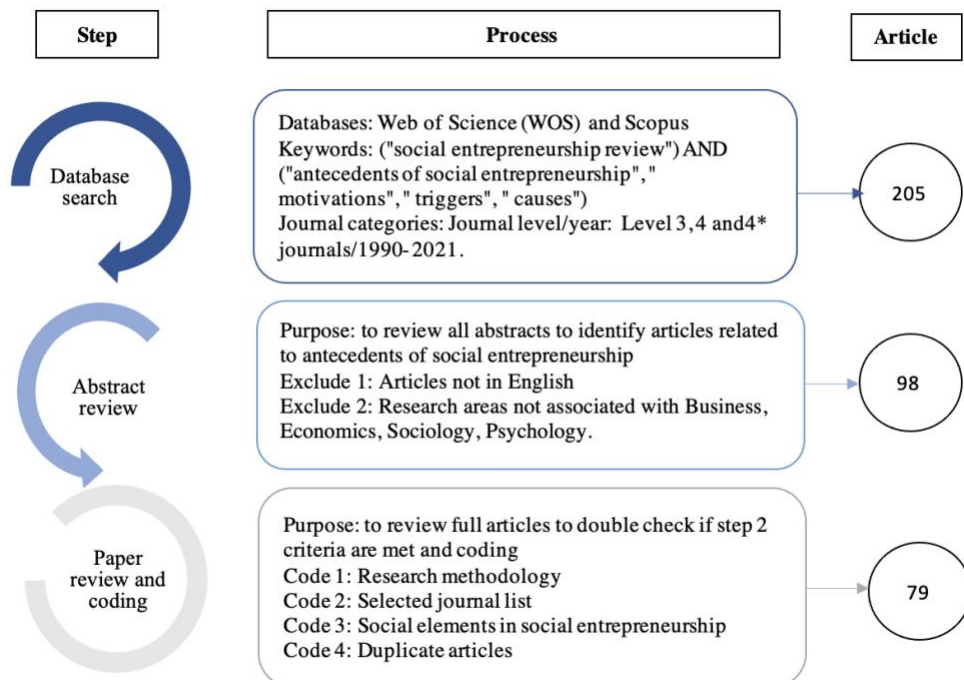 Step
Process
Article
Database
search
Databases: Web of Science (WOS) and Scopus
Keywords: ("social entrepreneurship review") AND
("antecedents of social entrepreneurship", "
motivations", " triggers", " causes")
Journal categories: Journal level/year: Level 3,4 and4*
journals/1990-2021.
205
Abstract
review
Purpose: to review all abstracts to identify articles related
to antecedents of social entrepreneurship
Exclude 1: Articles not in English
Exclude 2: Research areas not associated with Business,
Economics, Sociology, Psychology.
98
Paper
review and
coding
Purpose: to review full articles to double check if step 2
criteria are met and coding
Code 1: Research methodology
Code 2: Selected journal list
Code 3: Social elements in social entrepreneurship
Code 4: Duplicate articles
79